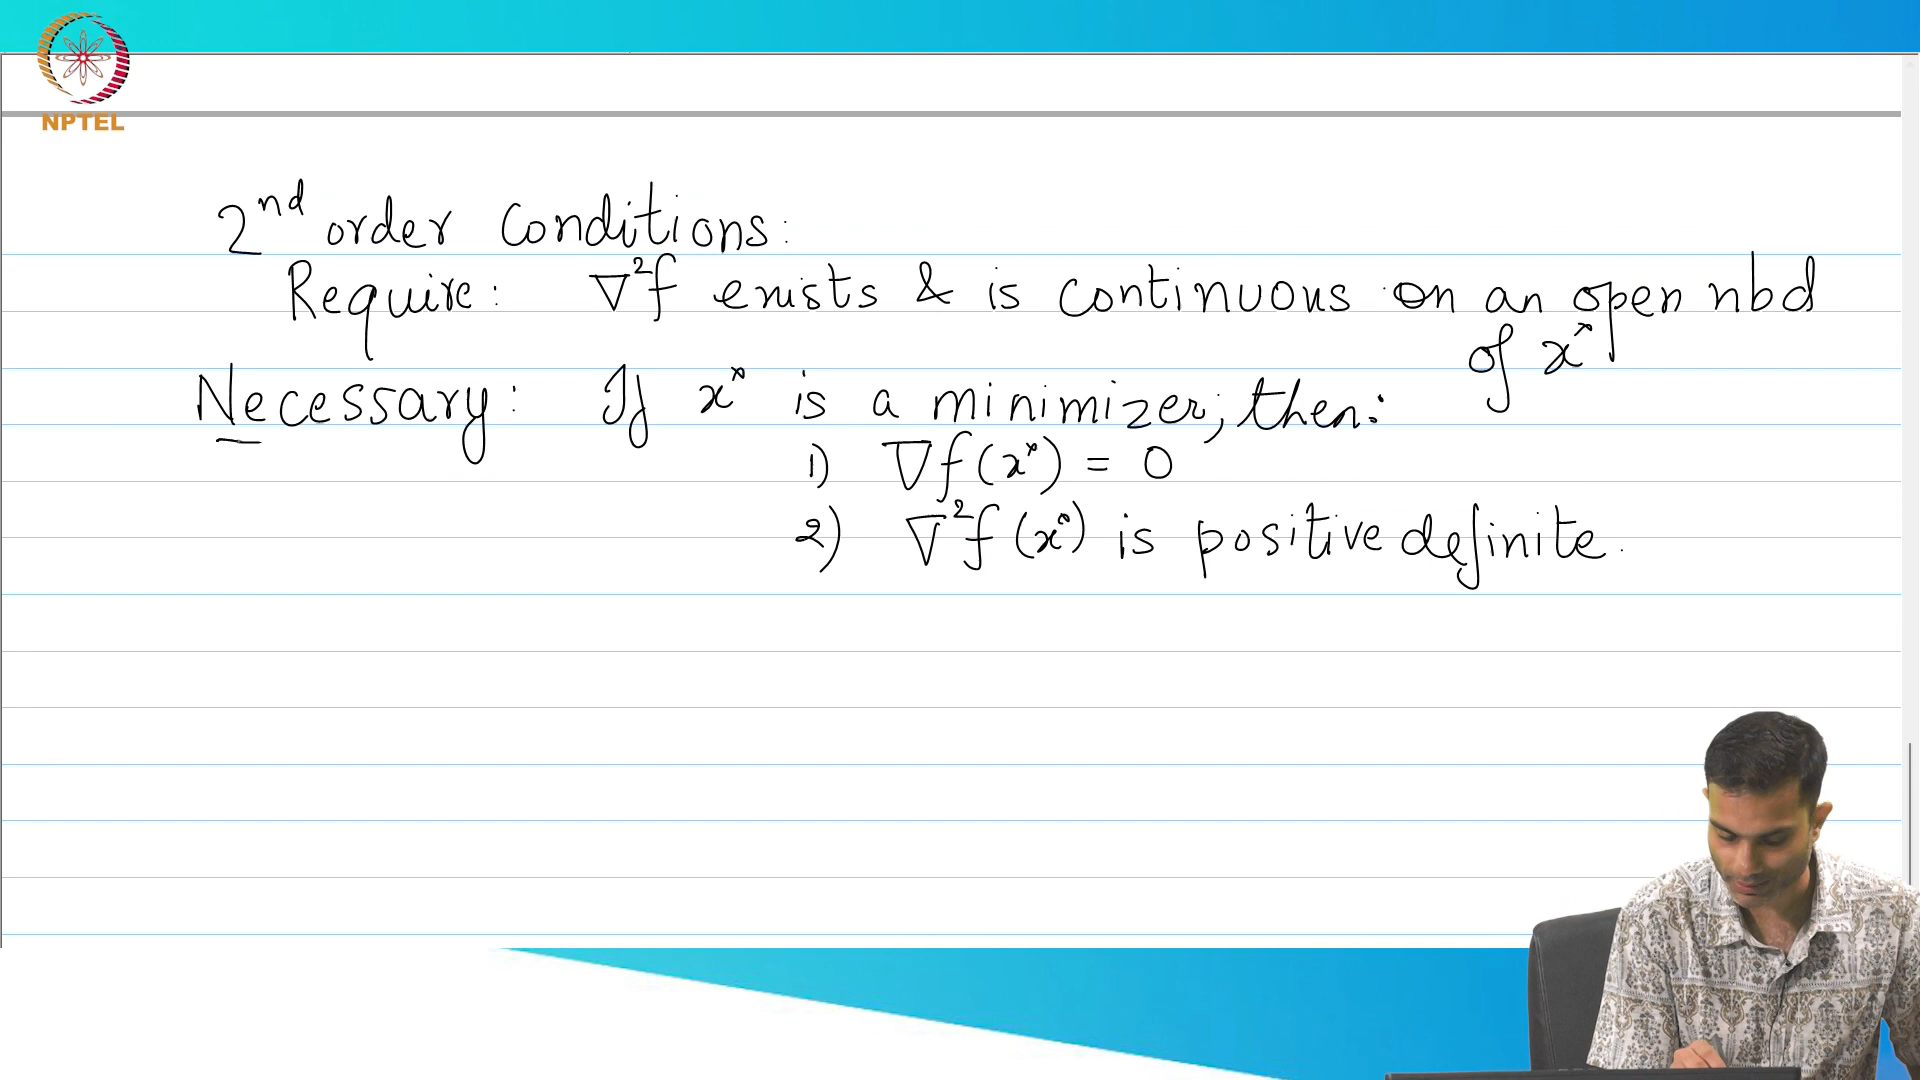 NPTEL
2nd order conditions:
Require: ∇²f exists & is continuous on an open nbd
of x*
Necessary: If x* is a minimizer, then:
1) ∇f(x*) = 0
2) ∇²f(x*) is positive definite.